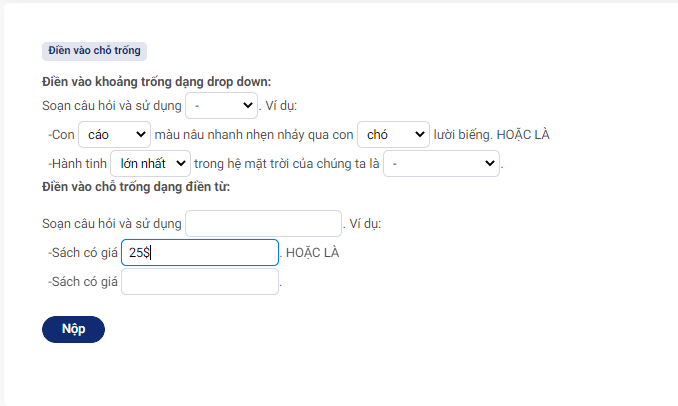 Điền vào chỗ trống
Điền vào khoảng trống dạng drop down:
Soạn câu hỏi và sử dụng - . Ví dụ:
-Con cáo màu nâu nhanh nhẹn nhảy qua con chó lười biếng. HOẶC LÀ
-Hành tinh lớn nhất trong hệ mặt trời của chúng ta là - .
Điền vào chỗ trống dạng điền từ:
Soạn câu hỏi và sử dụng . Ví dụ:
-Sách có giá 25$ . HOẶC LÀ
-Sách có giá .
Nộp